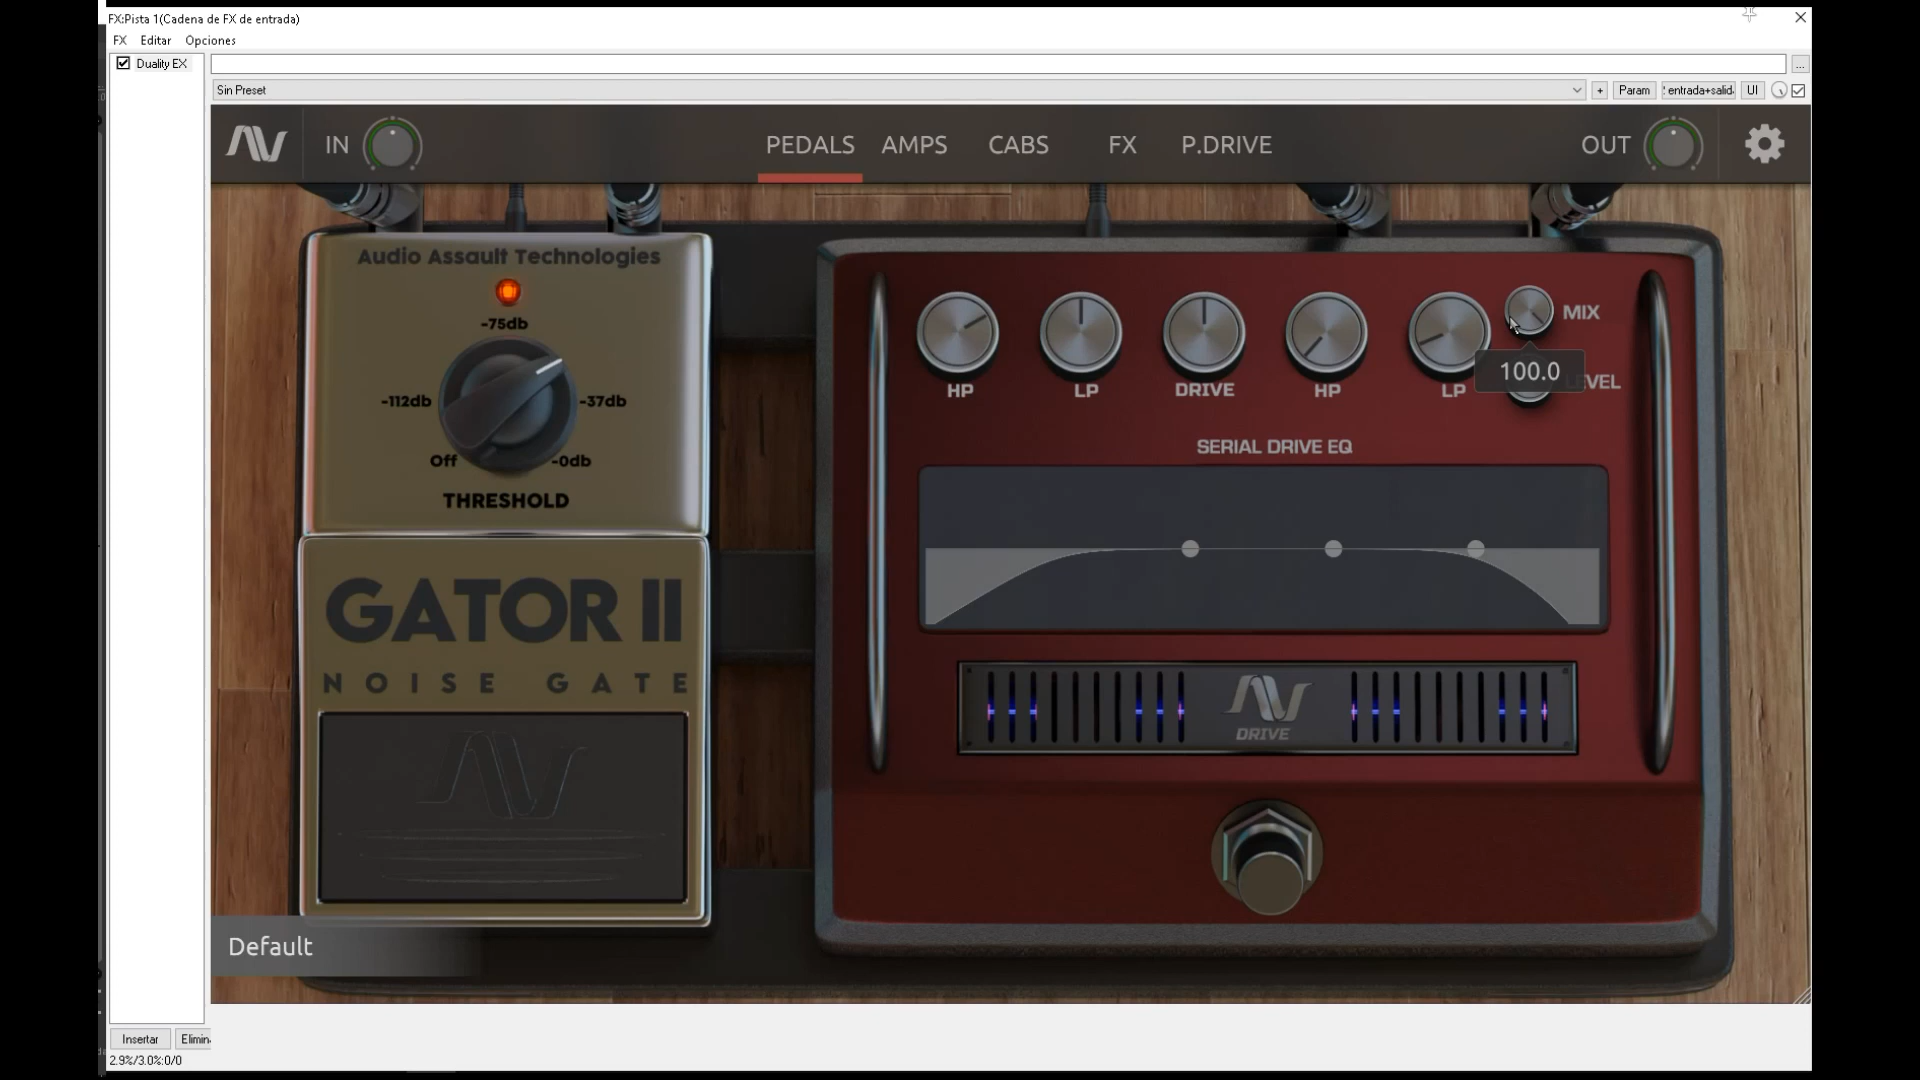 FX:Pista 1(Cadena de FX de entrada)
FX Editar Opciones
Duality EX
...
Sin Preset
+
Param
entrada+salid
UI
IN
PEDALS
AMPS
CABS
FX
P.DRIVE
OUT
Audio Assault Technologies
-75db
-112db
-37db
Off
-0db
THRESHOLD
GATOR II
NOISE GATE
MIX
100.0
EVEL
HP
LP
DRIVE
HP
LP
SERIAL DRIVE EQ
DRIVE
Default
Insertar
Elimin
2.9%/3.0%:0/0